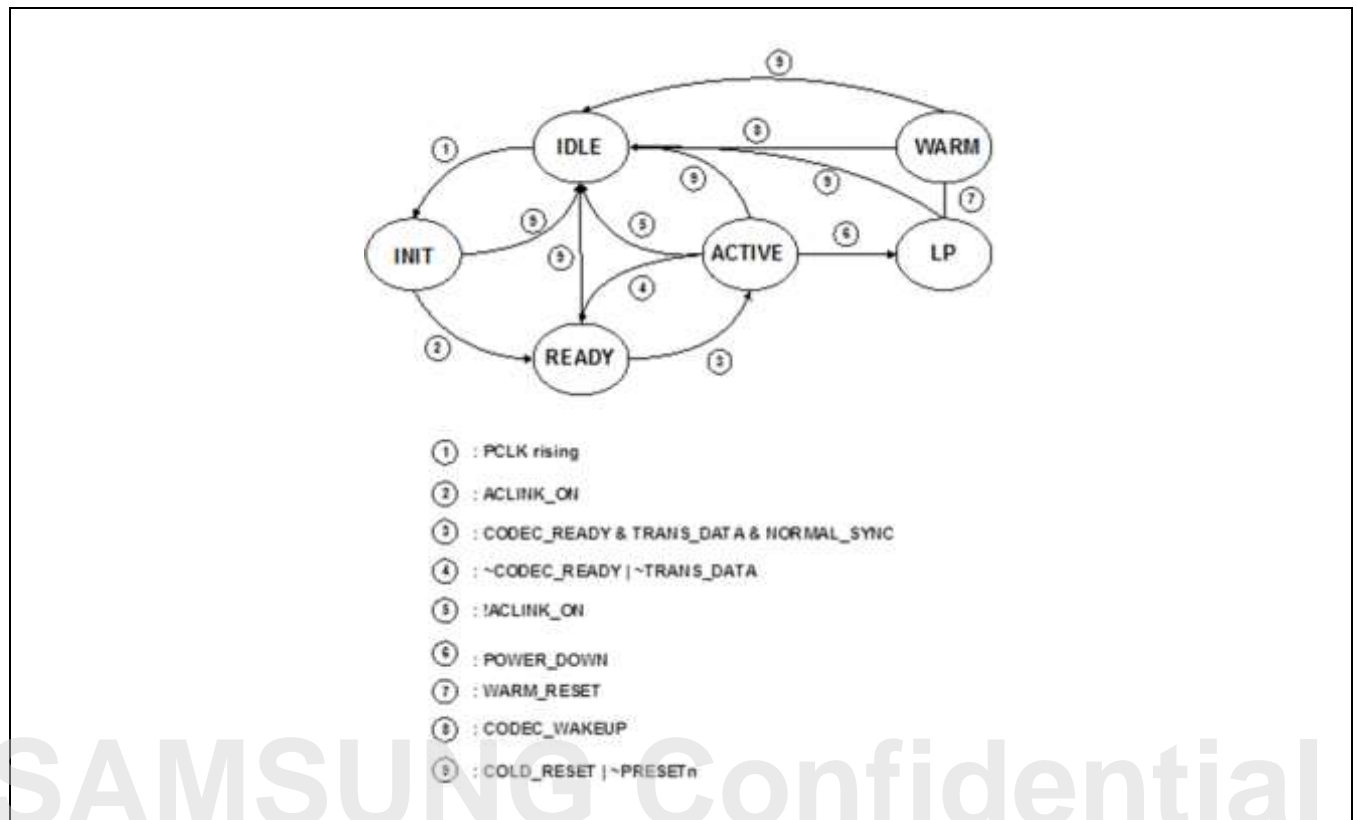 9
IDLE
8
WARM
1
9
9
7
9
5
6
INIT
9
ACTIVE
LP
4
2
READY
3
1 : PCLK rising
2 : ACLINK_ON
3 : CODEC_READY & TRANS_DATA & NORMAL_SYNC
4 : ~CODEC_READY | ~TRANS_DATA
5 : !ACLINK_ON
6 : POWER_DOWN
7 : WARM_RESET
8 : CODEC_WAKEUP
9 : COLD_RESET | ~PRESETn
SAMSUNG Confidential